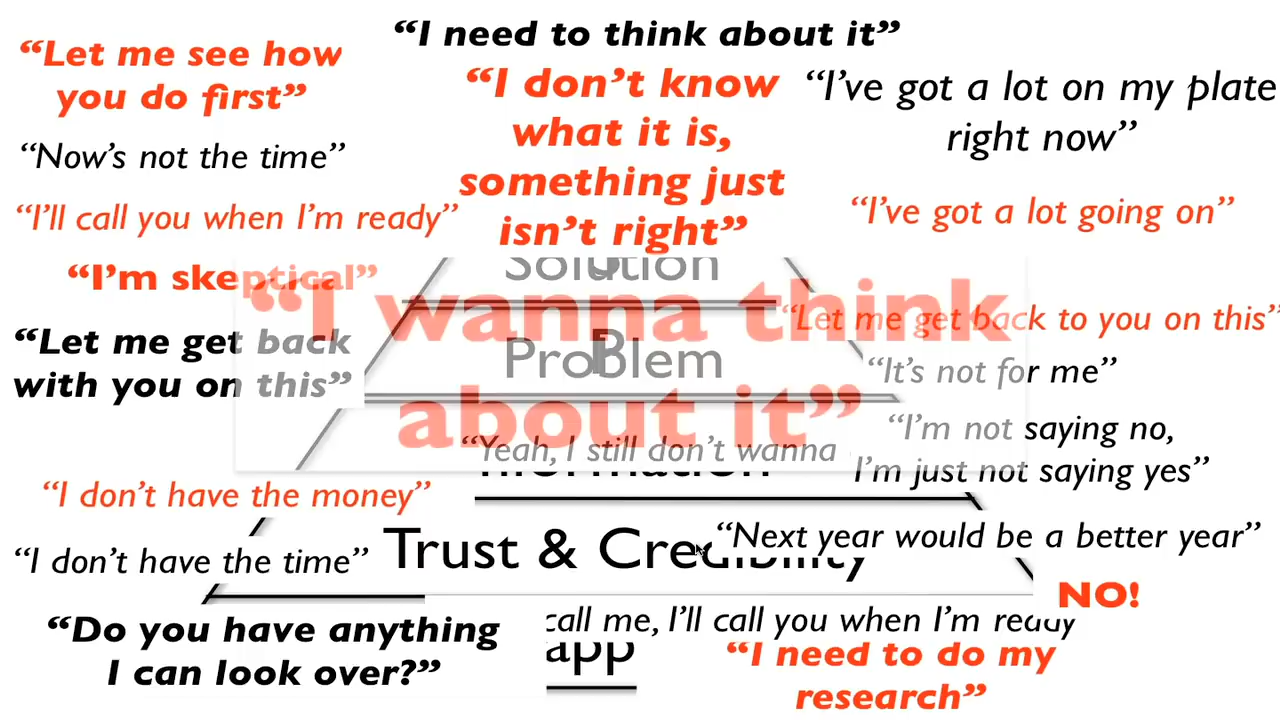 “I need to think about it”
“Let me see how
you do first”
“I don’t know
what it is,
something just
isn’t right”
“I’ve got a lot on my plate
right now”
“Now’s not the time”
“I’ll call you when I’m ready”
“I’ve got a lot going on”
“I’m skeptical”
Solution
“I wanna think
about it”
“Let me get back to you on this”
“Let me get back
with you on this”
Problem
“It’s not for me”
“I’m not saying no,
I’m just not saying yes”
“Yeah, I still don’t wanna
“I don’t have the money”
“Next year would be a better year”
Trust & Credibility
“I don’t have the time”
NO!
call me, I’ll call you when I’m ready
“Do you have anything
I can look over?”
“I need to do my
research”